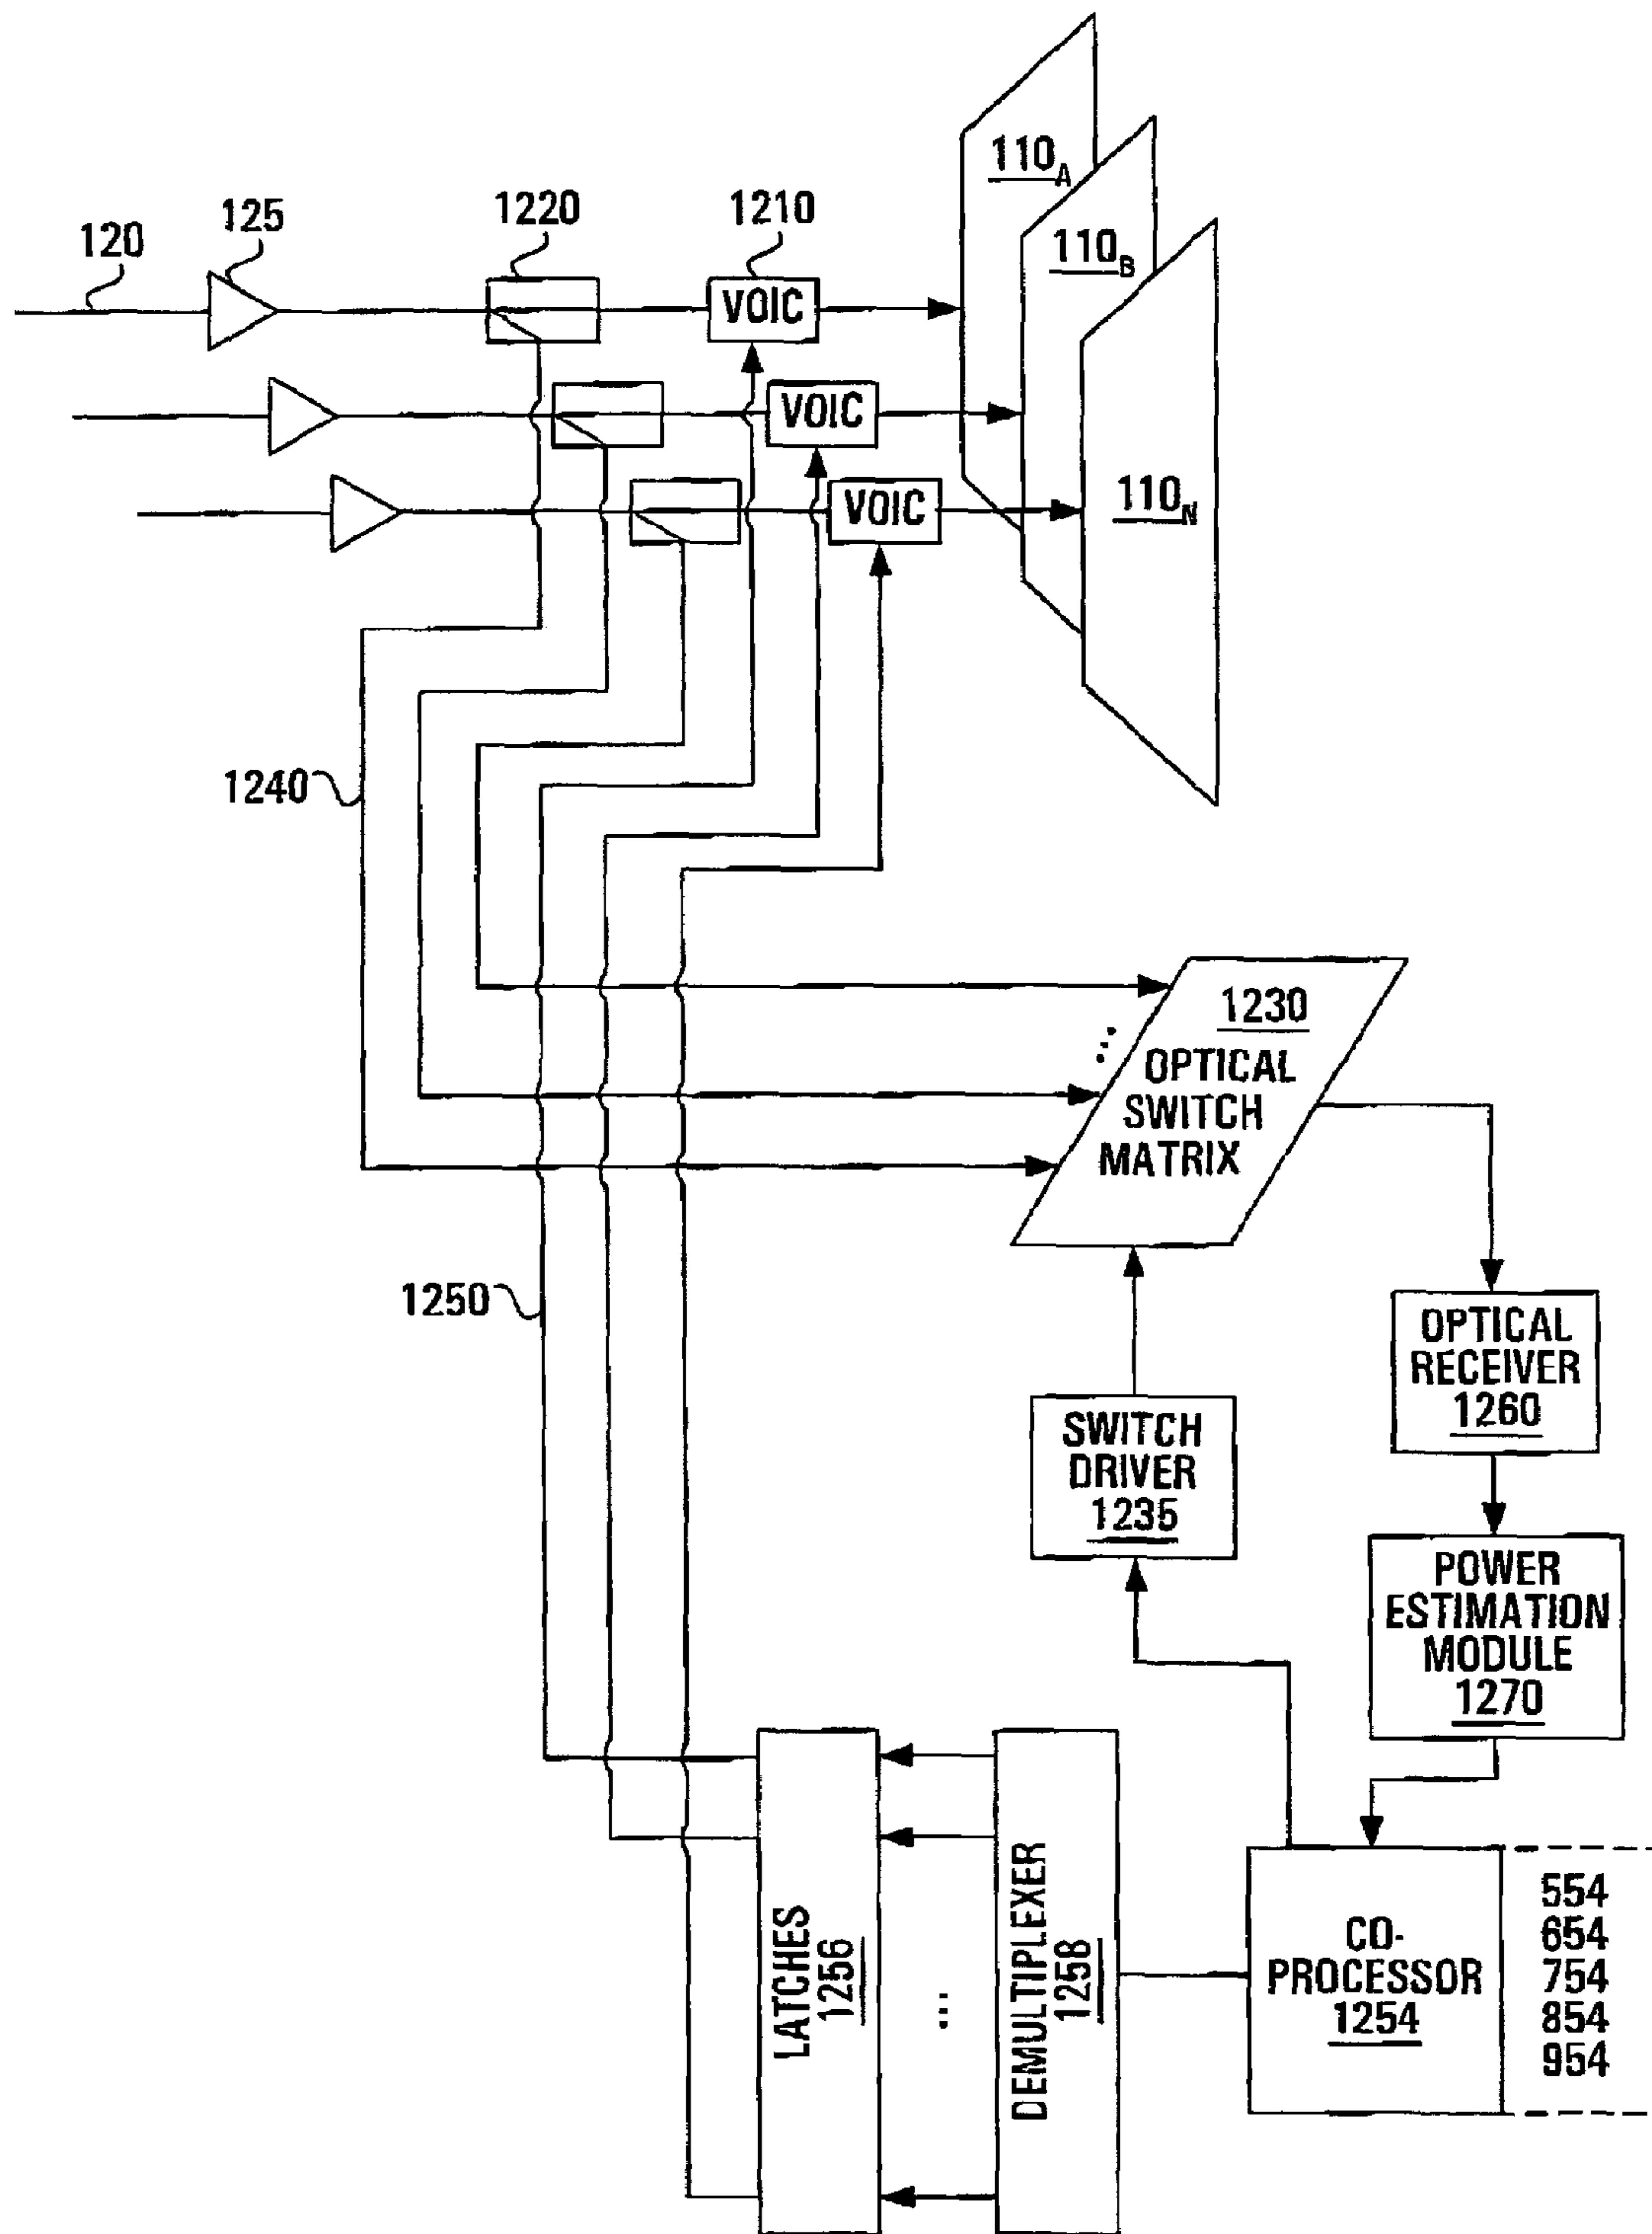 110A
120
125
1220
1210
110B
VOIC
VOIC
110N
VOIC
1240
1230
OPTICAL
SWITCH
MATRIX
1250
OPTICAL
RECEIVER
1260
SWITCH
DRIVER
1235
POWER
ESTIMATION
MODULE
1270
LATCHES
1256
...
DEMULTIPLEXER
1258
CO-
PROCESSOR
1254
554
654
754
854
954